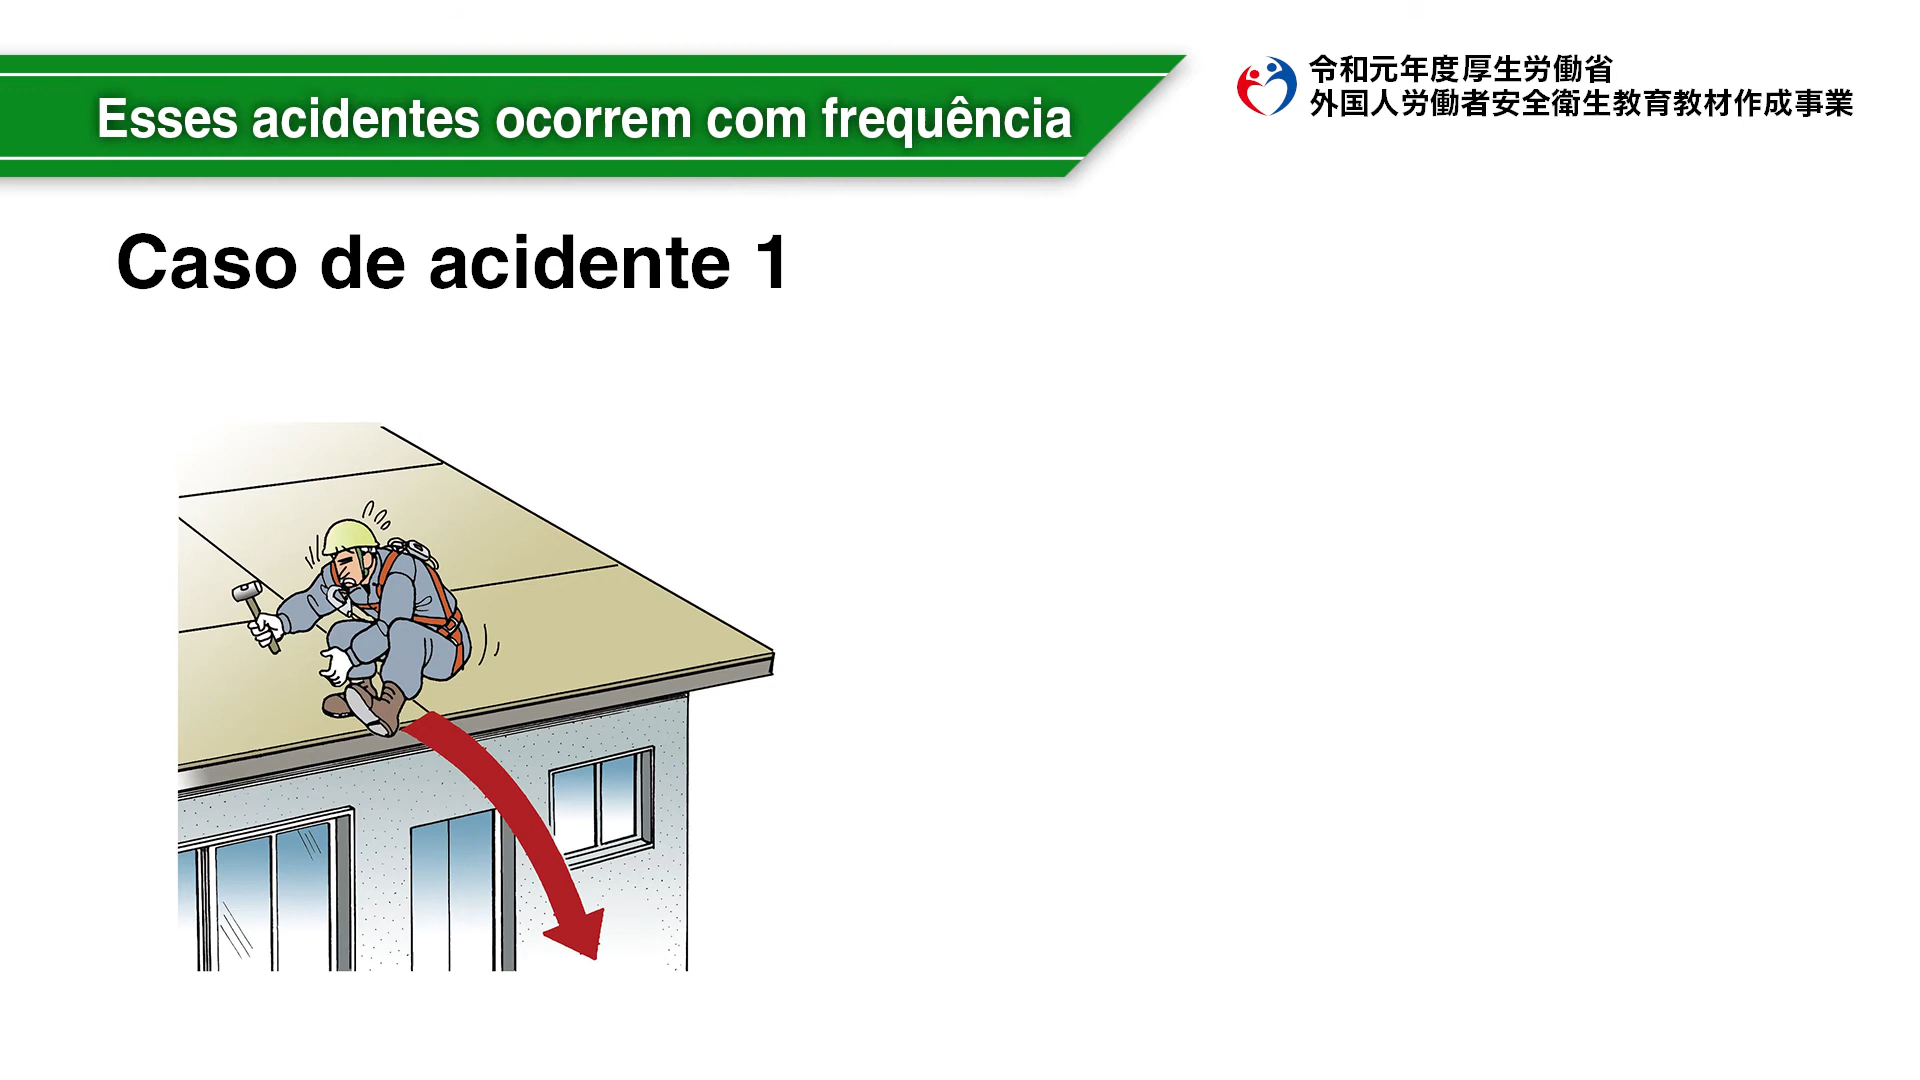 Esses acidentes ocorrem com frequência
令和元年度厚生労働省
外国人労働者安全衛生教育教材作成事業
Caso de acidente 1